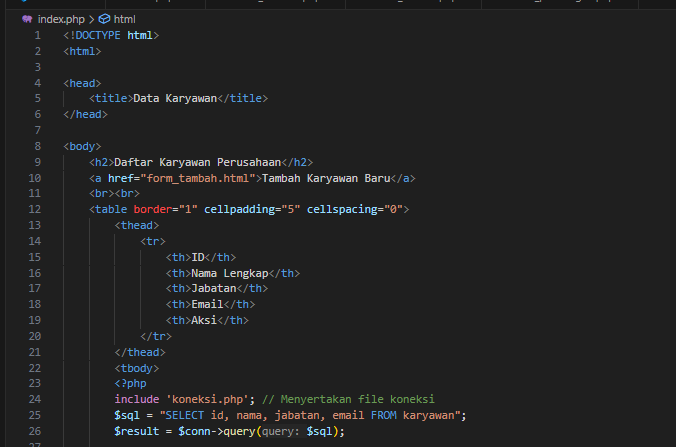 index.php > html
1 <!DOCTYPE html>
2 <html>
3
4 <head>
5 <title>Data Karyawan</title>
6 </head>
7
8 <body>
9 <h2>Daftar Karyawan Perusahaan</h2>
10 <a href="form_tambah.html">Tambah Karyawan Baru</a>
11 <br><br>
12 <table border="1" cellpadding="5" cellspacing="0">
13 <thead>
14 <tr>
15 <th>ID</th>
16 <th>Nama Lengkap</th>
17 <th>Jabatan</th>
18 <th>Email</th>
19 <th>Aksi</th>
20 </tr>
21 </thead>
22 <tbody>
23 <?php
24 include 'koneksi.php'; // Menyertakan file koneksi
25 $sql = "SELECT id, nama, jabatan, email FROM karyawan";
26 $result = $conn->query(query: $sql);